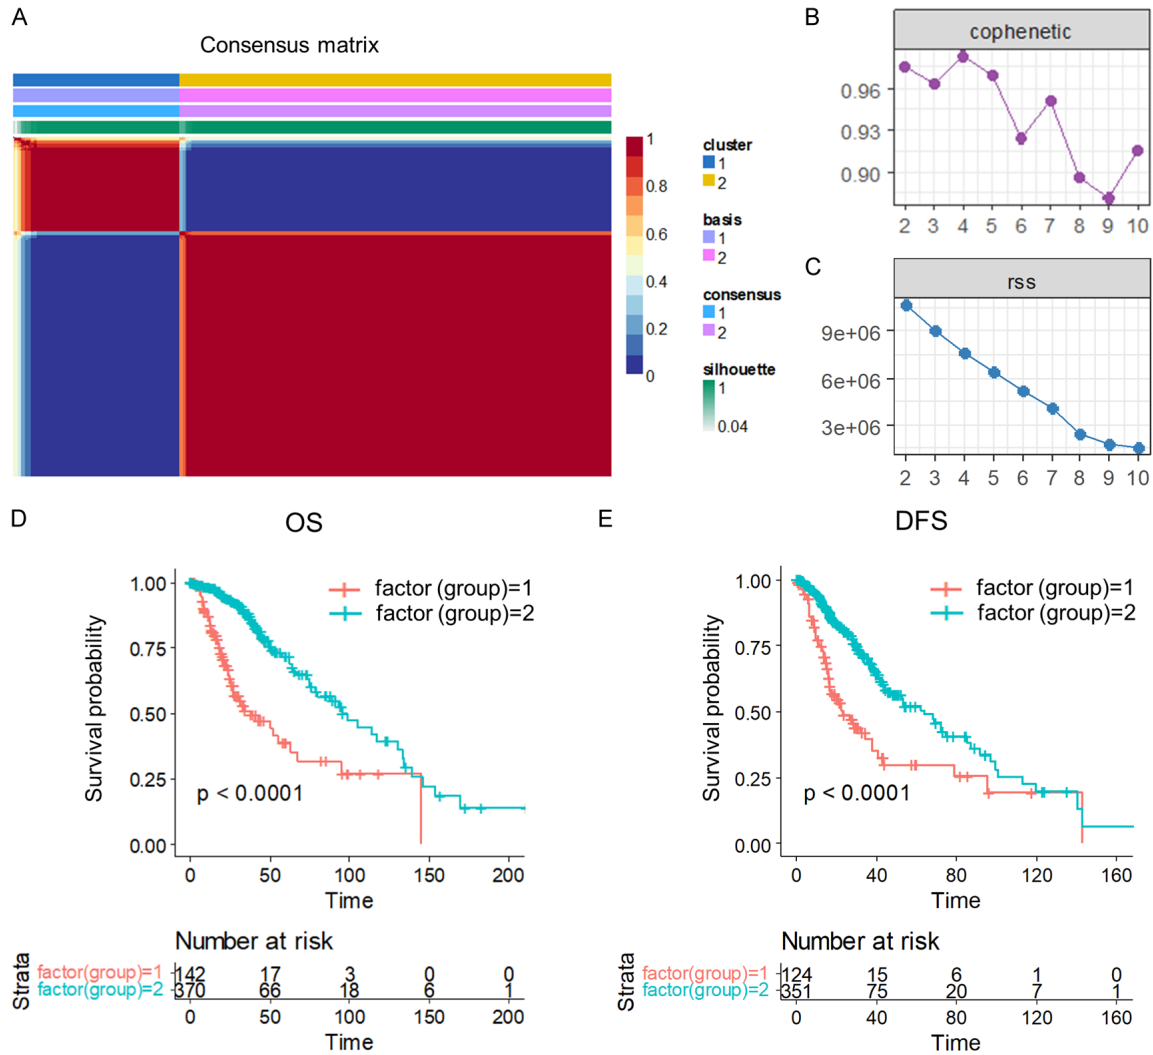 A
Consensus matrix
1
0.8
0.6
0.4
0.2
0
cluster
1
2
basis
1
2
consensus
1
2
silhouette
1
0.04
B
cophenetic
0.96
0.93
0.90
2 3 4 5 6 7 8 9 10
C
rss
9e+06
6e+06
3e+06
2 3 4 5 6 7 8 9 10
D
OS
Survival probability
1.00
0.75
0.50
0.25
0.00
factor (group)=1
factor (group)=2
p < 0.0001
0 50 100 150 200
Time
Number at risk
Strata
factor(group)=1 142 17 3 0 0
factor(group)=2 370 66 18 6 1
0 50 100 150 200
Time
E
DFS
Survival probability
1.00
0.75
0.50
0.25
0.00
factor (group)=1
factor (group)=2
p < 0.0001
0 40 80 120 160
Time
Number at risk
Strata
factor(group)=1 124 15 6 1 0
factor(group)=2 351 75 20 7 1
0 40 80 120 160
Time